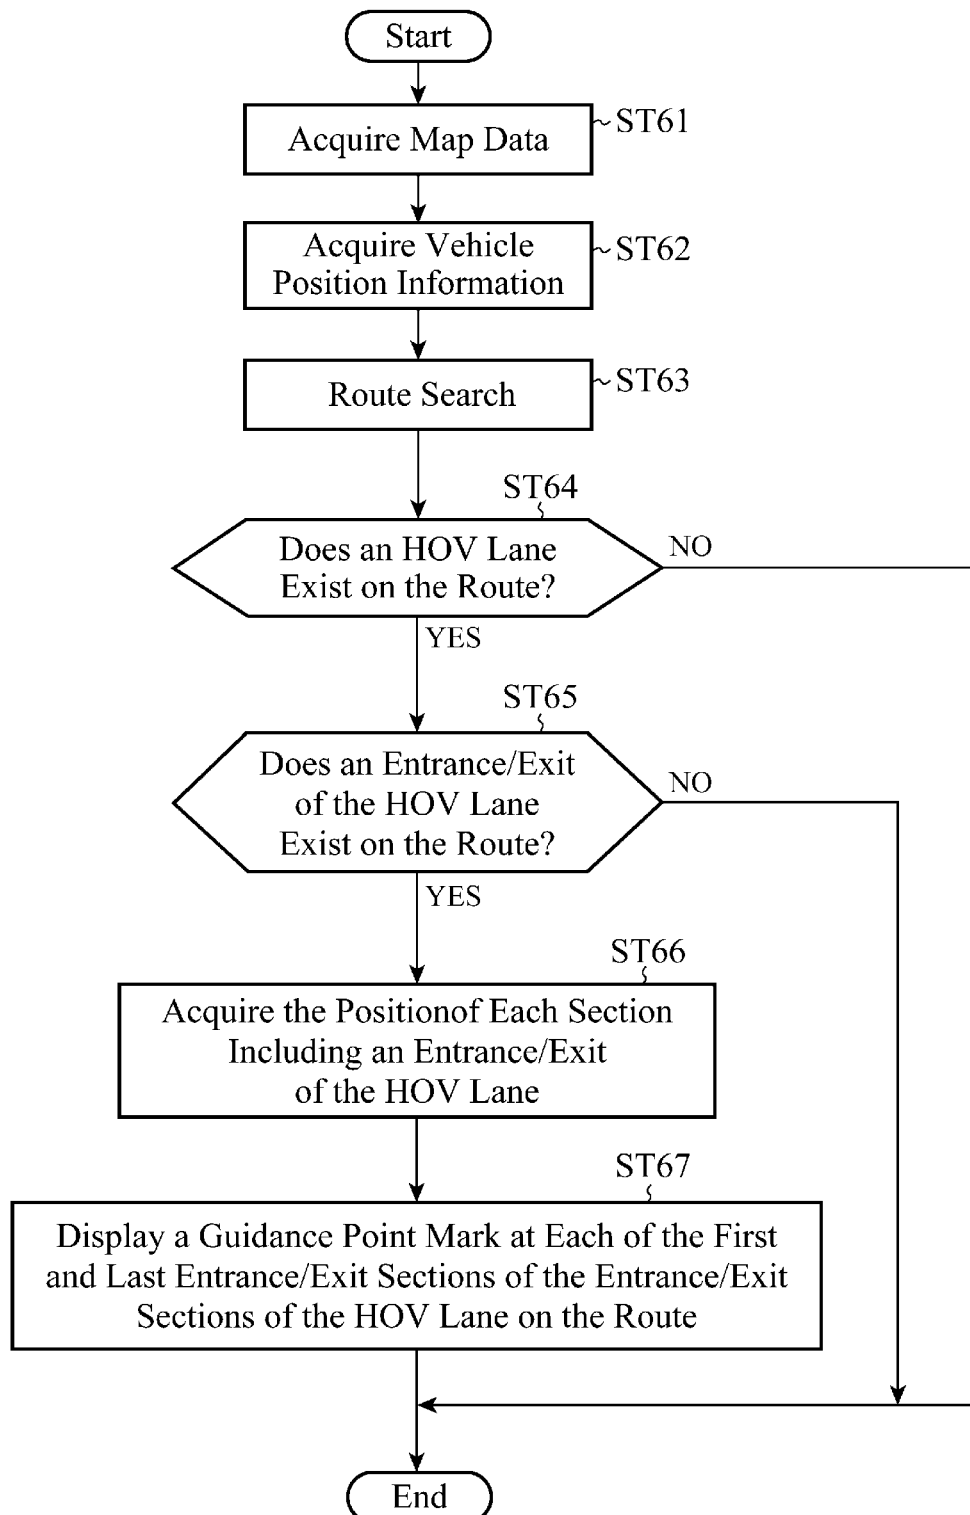 Start
ST61
Acquire Map Data
ST62
Acquire Vehicle
Position Information
ST63
Route Search
ST64
Does an HOV Lane
Exist on the Route?
NO
YES
ST65
Does an Entrance/Exit
of the HOV Lane
Exist on the Route?
NO
YES
ST66
Acquire the Positionof Each Section
Including an Entrance/Exit
of the HOV Lane
ST67
Display a Guidance Point Mark at Each of the First
and Last Entrance/Exit Sections of the Entrance/Exit
Sections of the HOV Lane on the Route
End